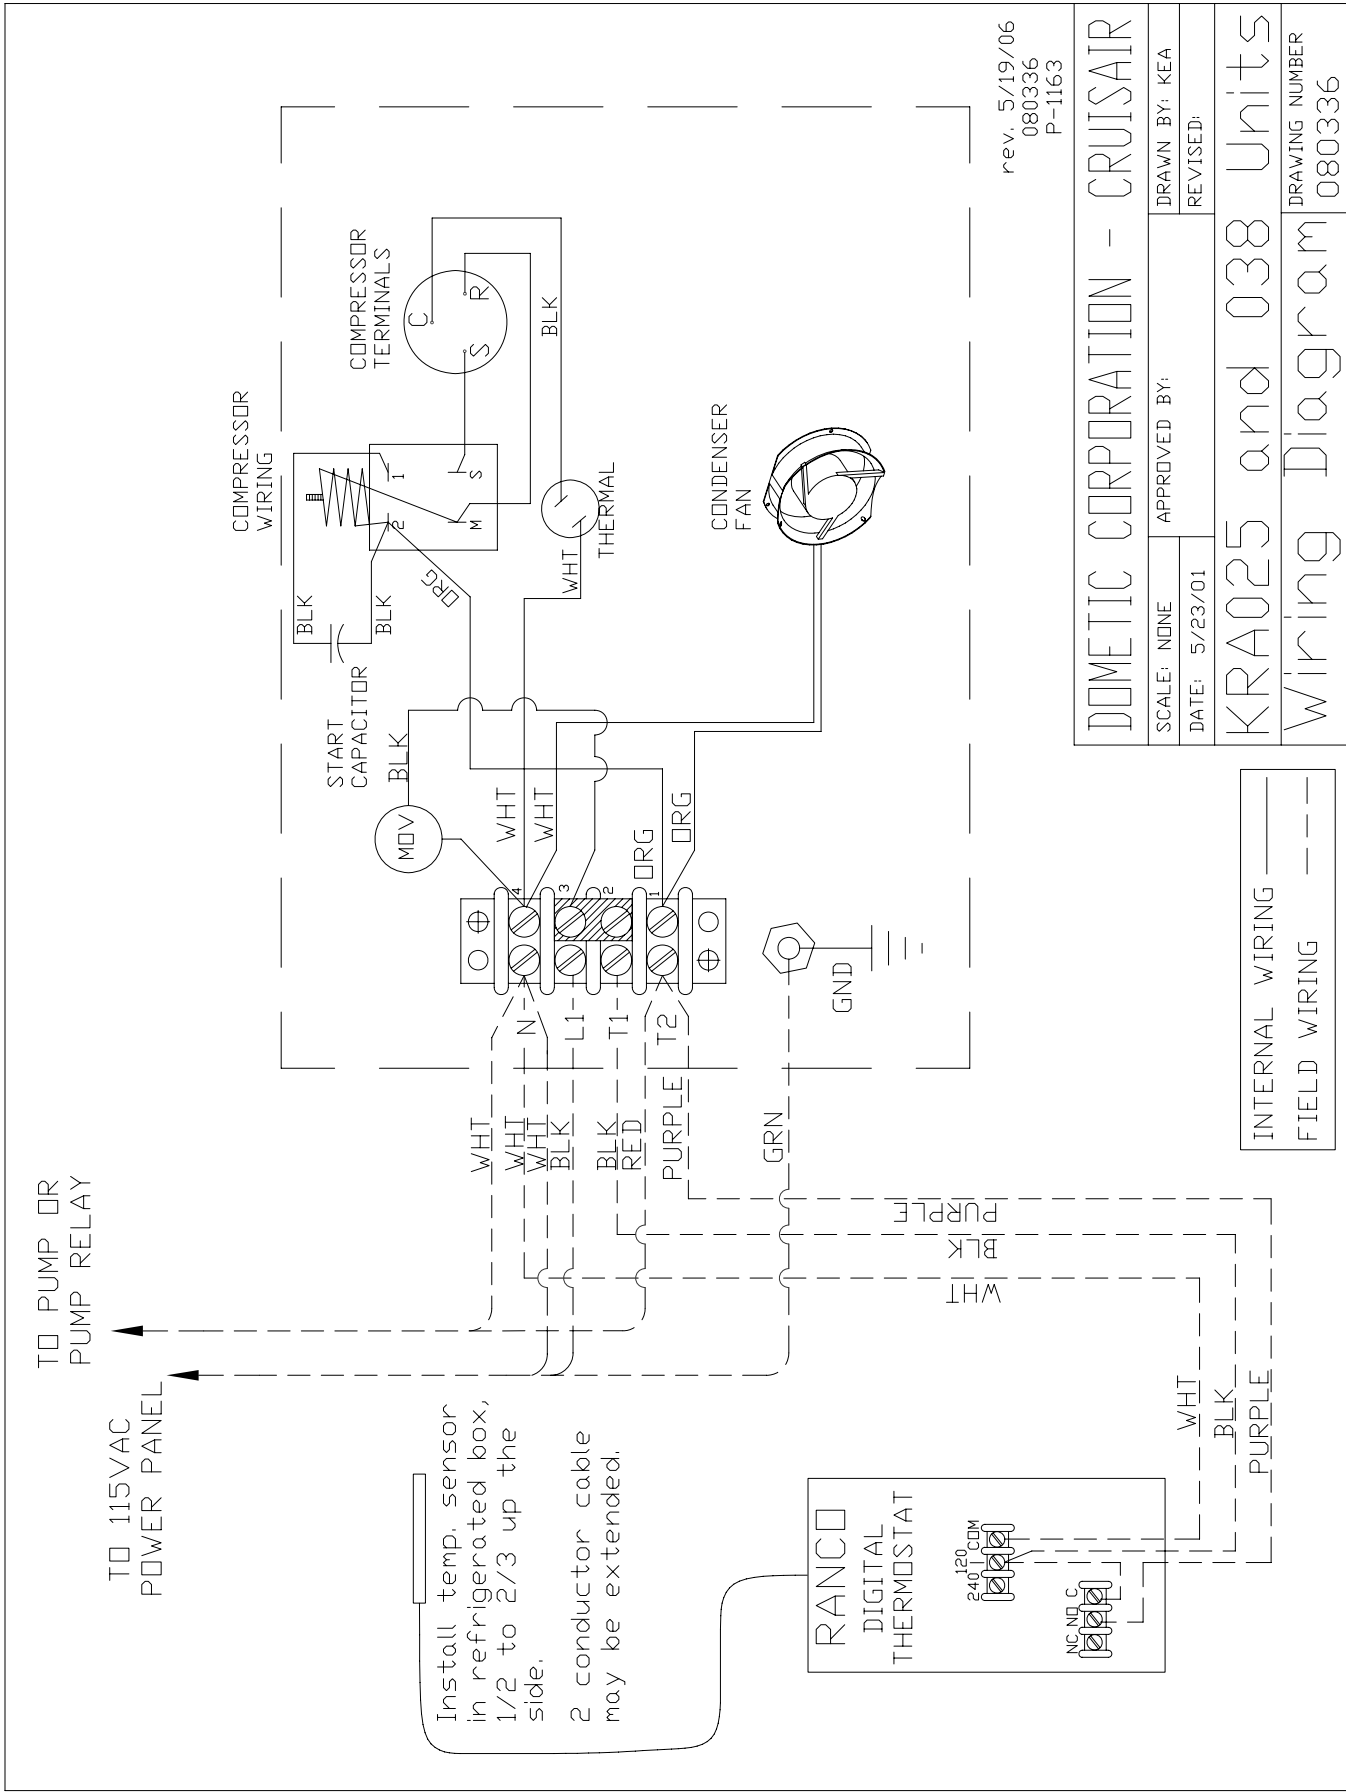 TO PUMP OR
PUMP RELAY
TO 115VAC
POWER PANEL
Install temp. sensor
in refrigerated box,
1/2 to 2/3 up the
side.
2 conductor cable
may be extended.
RANCO
DIGITAL
THERMOSTAT
240
120
COM
NC
NO
C
WHT
BLK
PURPLE
WHT
BLK
PURPLE
WHT
WHT
WHT
BLK
BLK
RED
PURPLE
GRN
N
L1
T1
T2
4
3
2
1
GND
MOV
BLK
WHT
WHT
ORG
ORG
START
CAPACITOR
BLK
BLK
ORG
COMPRESSOR
WIRING
1
2
S
M
COMPRESSOR
TERMINALS
C
S
R
BLK
WHT
THERMAL
CONDENSER
FAN
INTERNAL WIRING
FIELD WIRING
rev. 5/19/06
080336
P-1163
DOMETIC CORPORATION - CRUISAIR
SCALE: NONE
APPROVED BY:
DRAWN BY: KEA
DATE: 5/23/01
REVISED:
KRA025 and 038 Units
Wiring Diagram
DRAWING NUMBER
080336